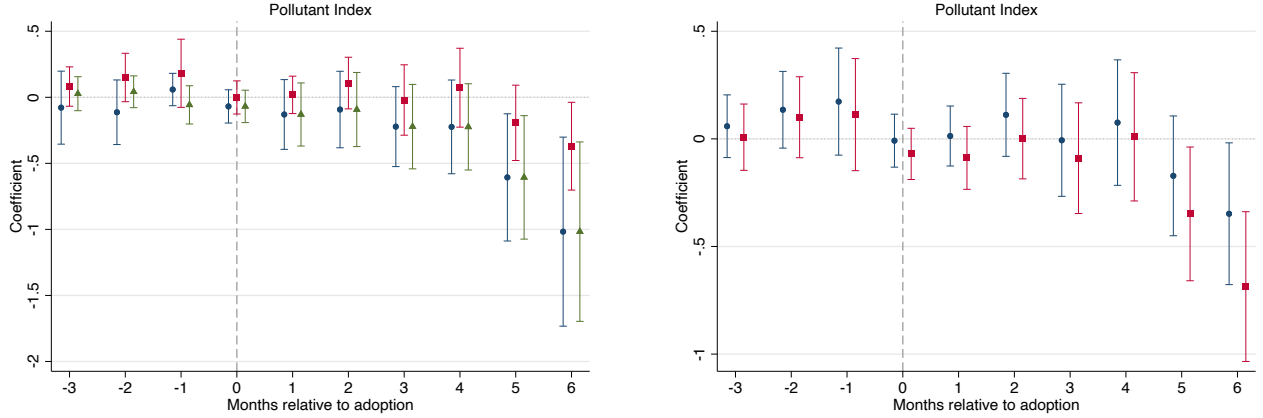 Pollutant Index
Coefficient
.5
0
-.5
-1
-1.5
-2
-3 -2 -1 0 1 2 3 4 5 6
Months relative to adoption
Pollutant Index
Coefficient
.5
0
-.5
-1
-3 -2 -1 0 1 2 3 4 5 6
Months relative to adoption